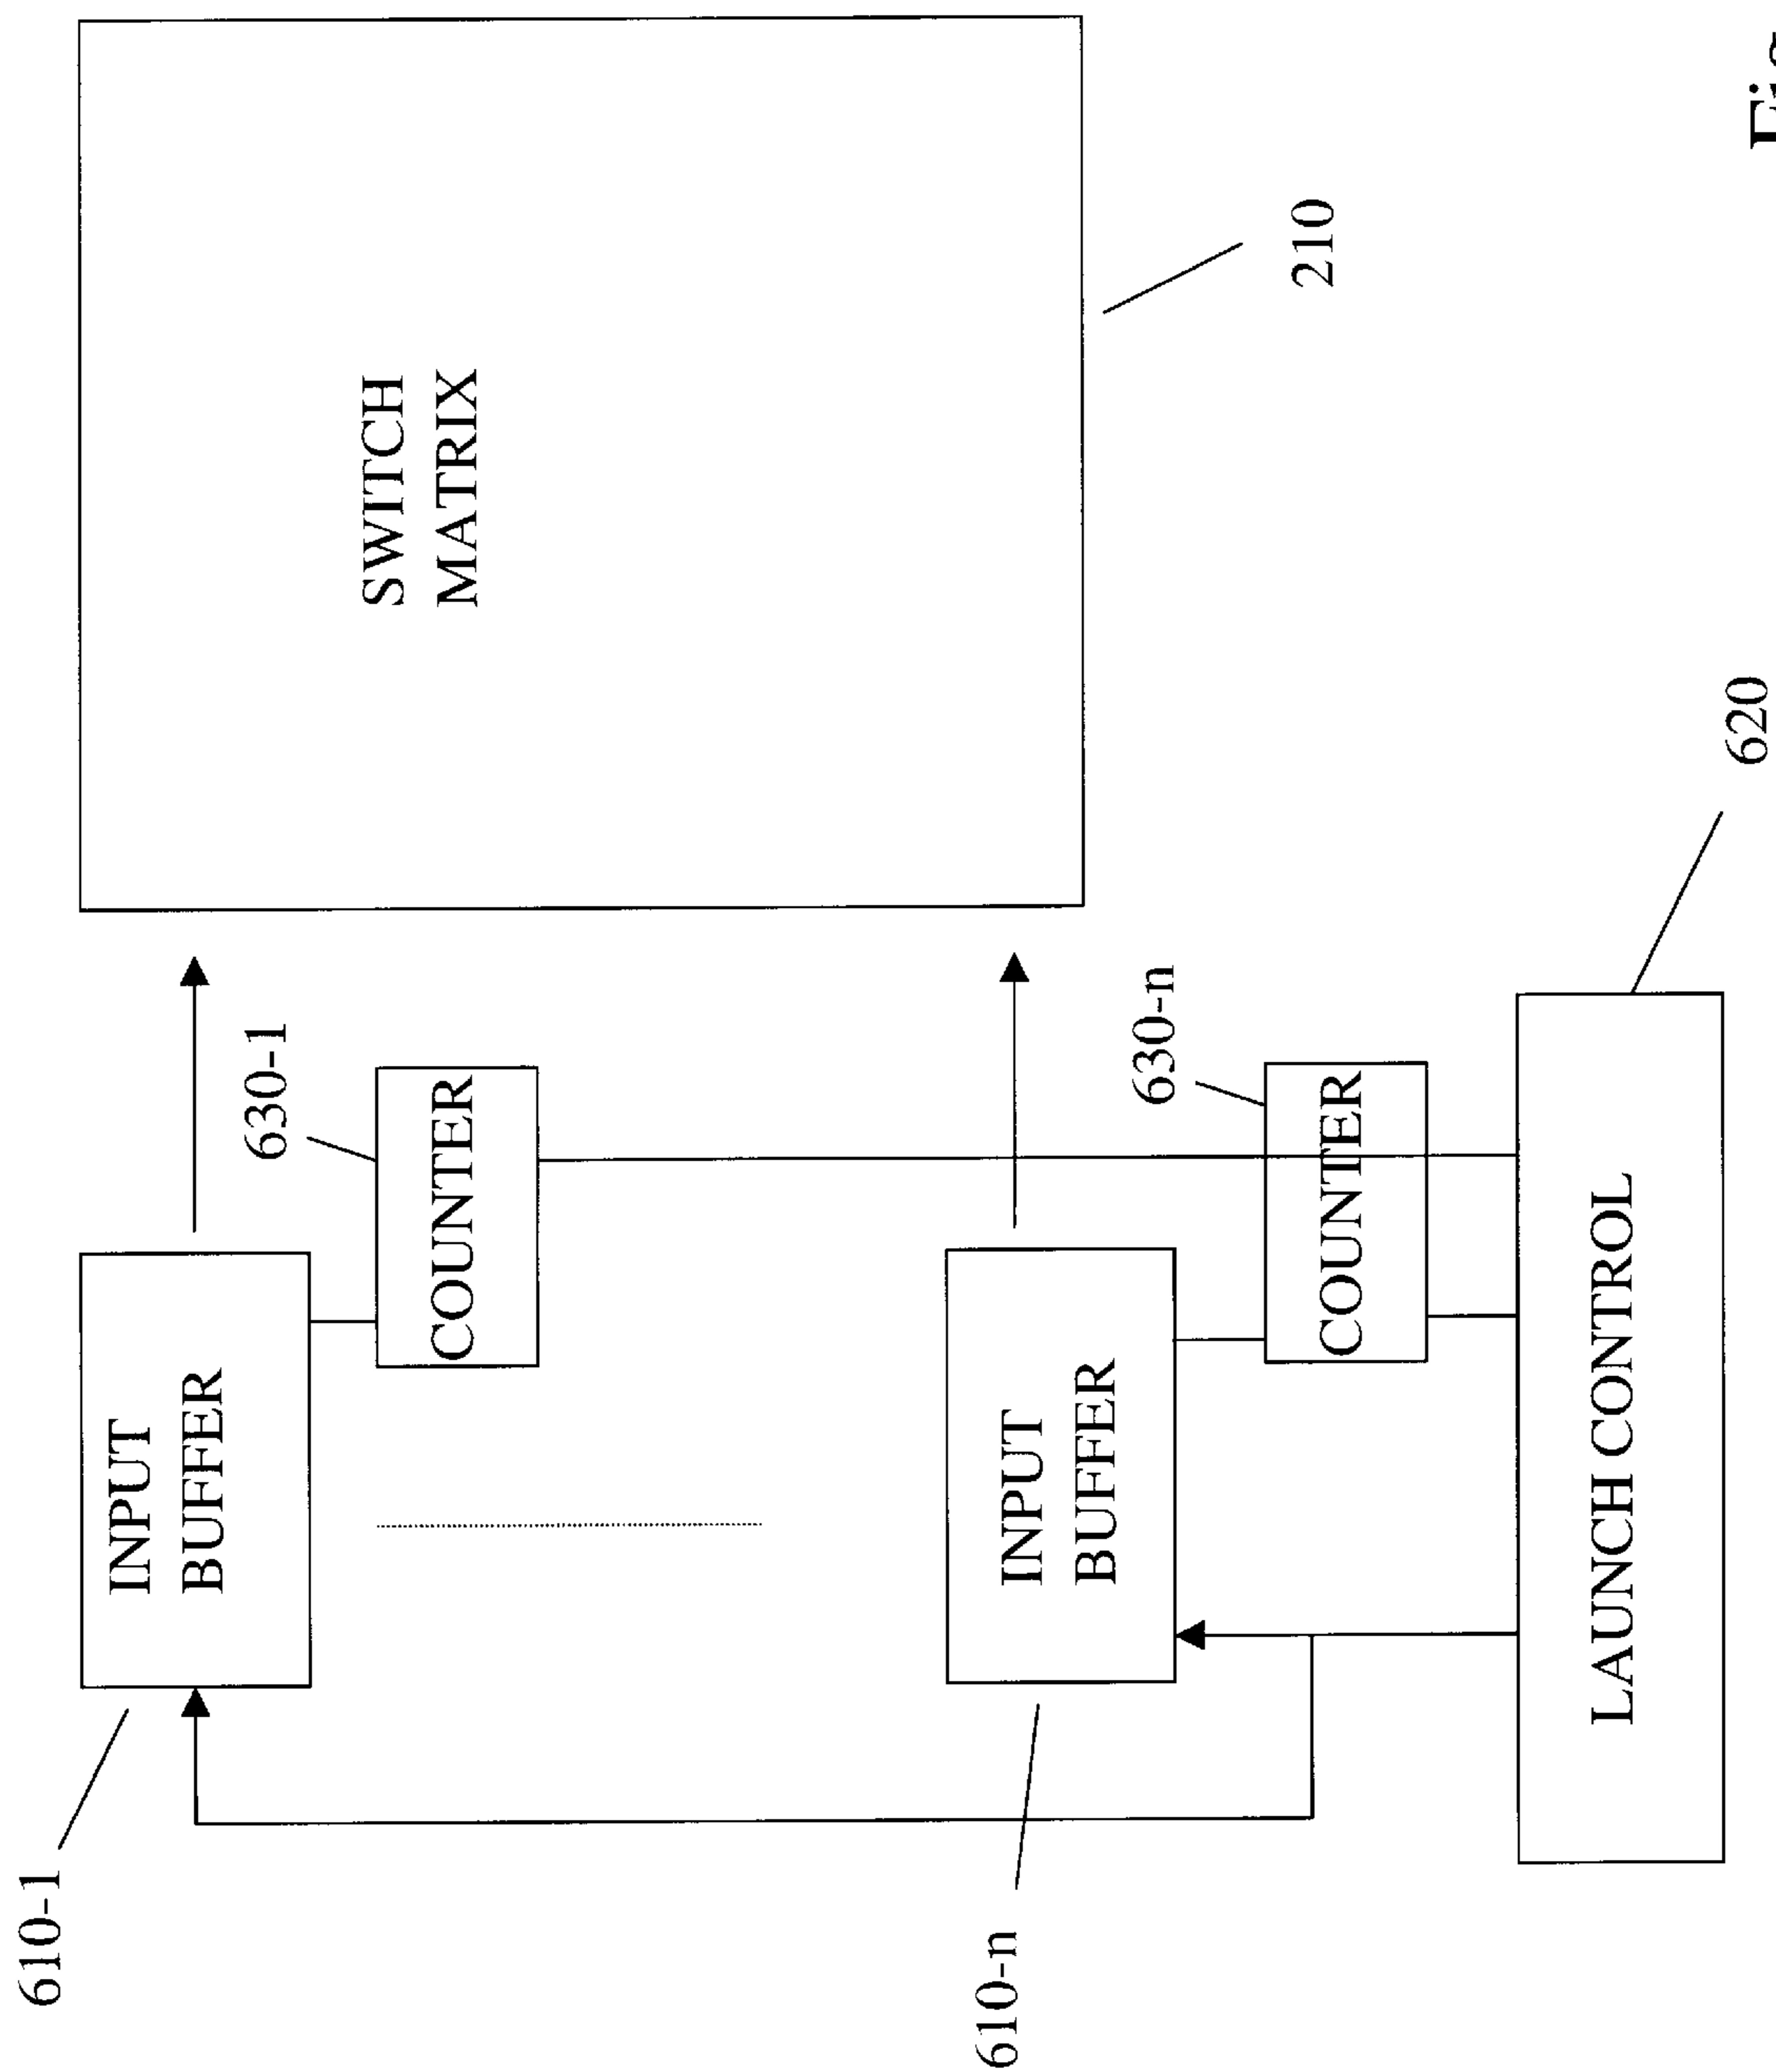 610-1
INPUT
BUFFER
630-1
COUNTER
SWITCH
MATRIX
610-n
INPUT
BUFFER
630-n
COUNTER
210
LAUNCH CONTROL
620